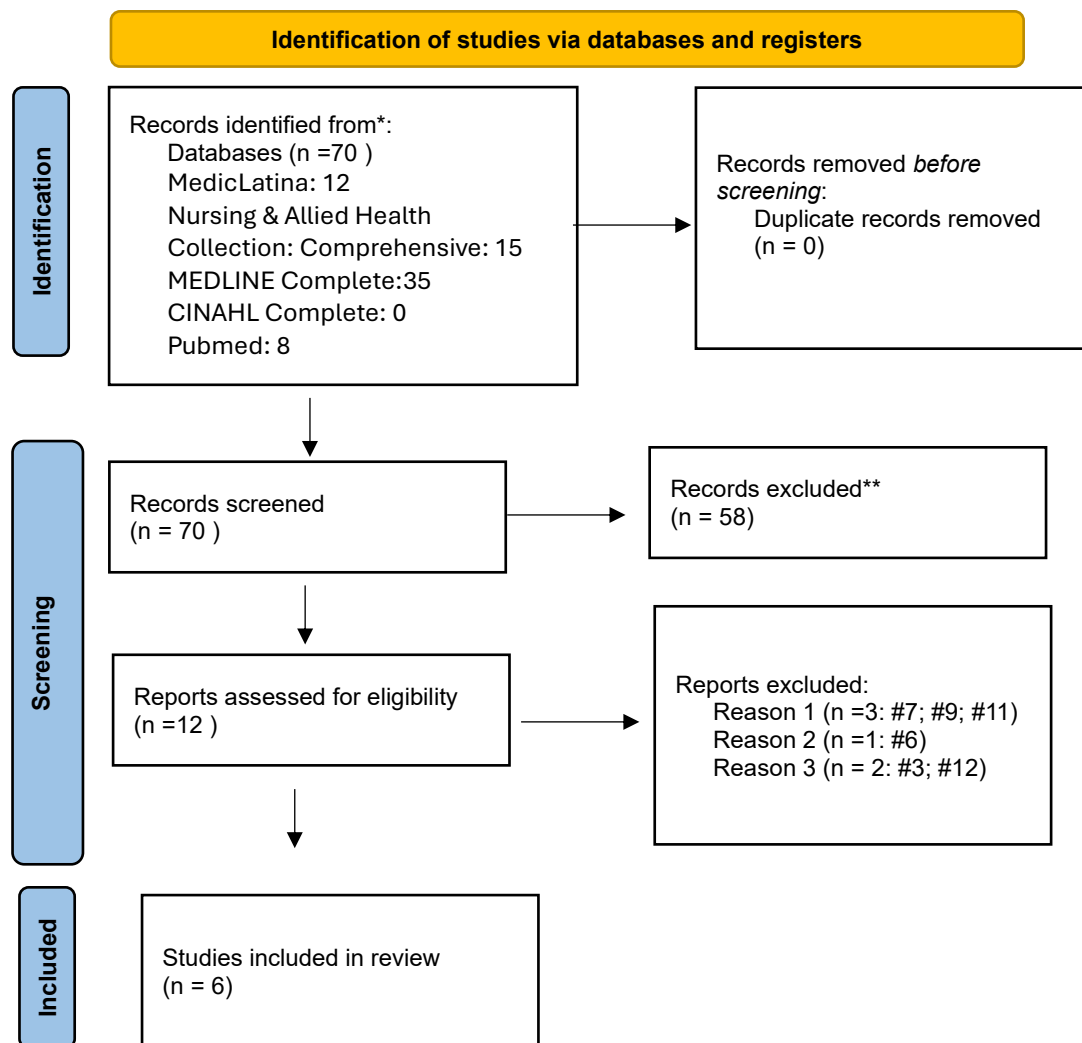 Identification of studies via databases and registers
Identification
Records identified from*:
Databases (n =70 )
MedicLatina: 12
Nursing & Allied Health
Collection: Comprehensive: 15
MEDLINE Complete:35
CINAHL Complete: 0
Pubmed: 8
Records removed before
screening:
Duplicate records removed
(n = 0)
Screening
Records screened
(n = 70 )
Records excluded**
(n = 58)
Reports assessed for eligibility
(n =12 )
Reports excluded:
Reason 1 (n =3: #7; #9; #11)
Reason 2 (n =1: #6)
Reason 3 (n = 2: #3; #12)
Included
Studies included in review
(n = 6)